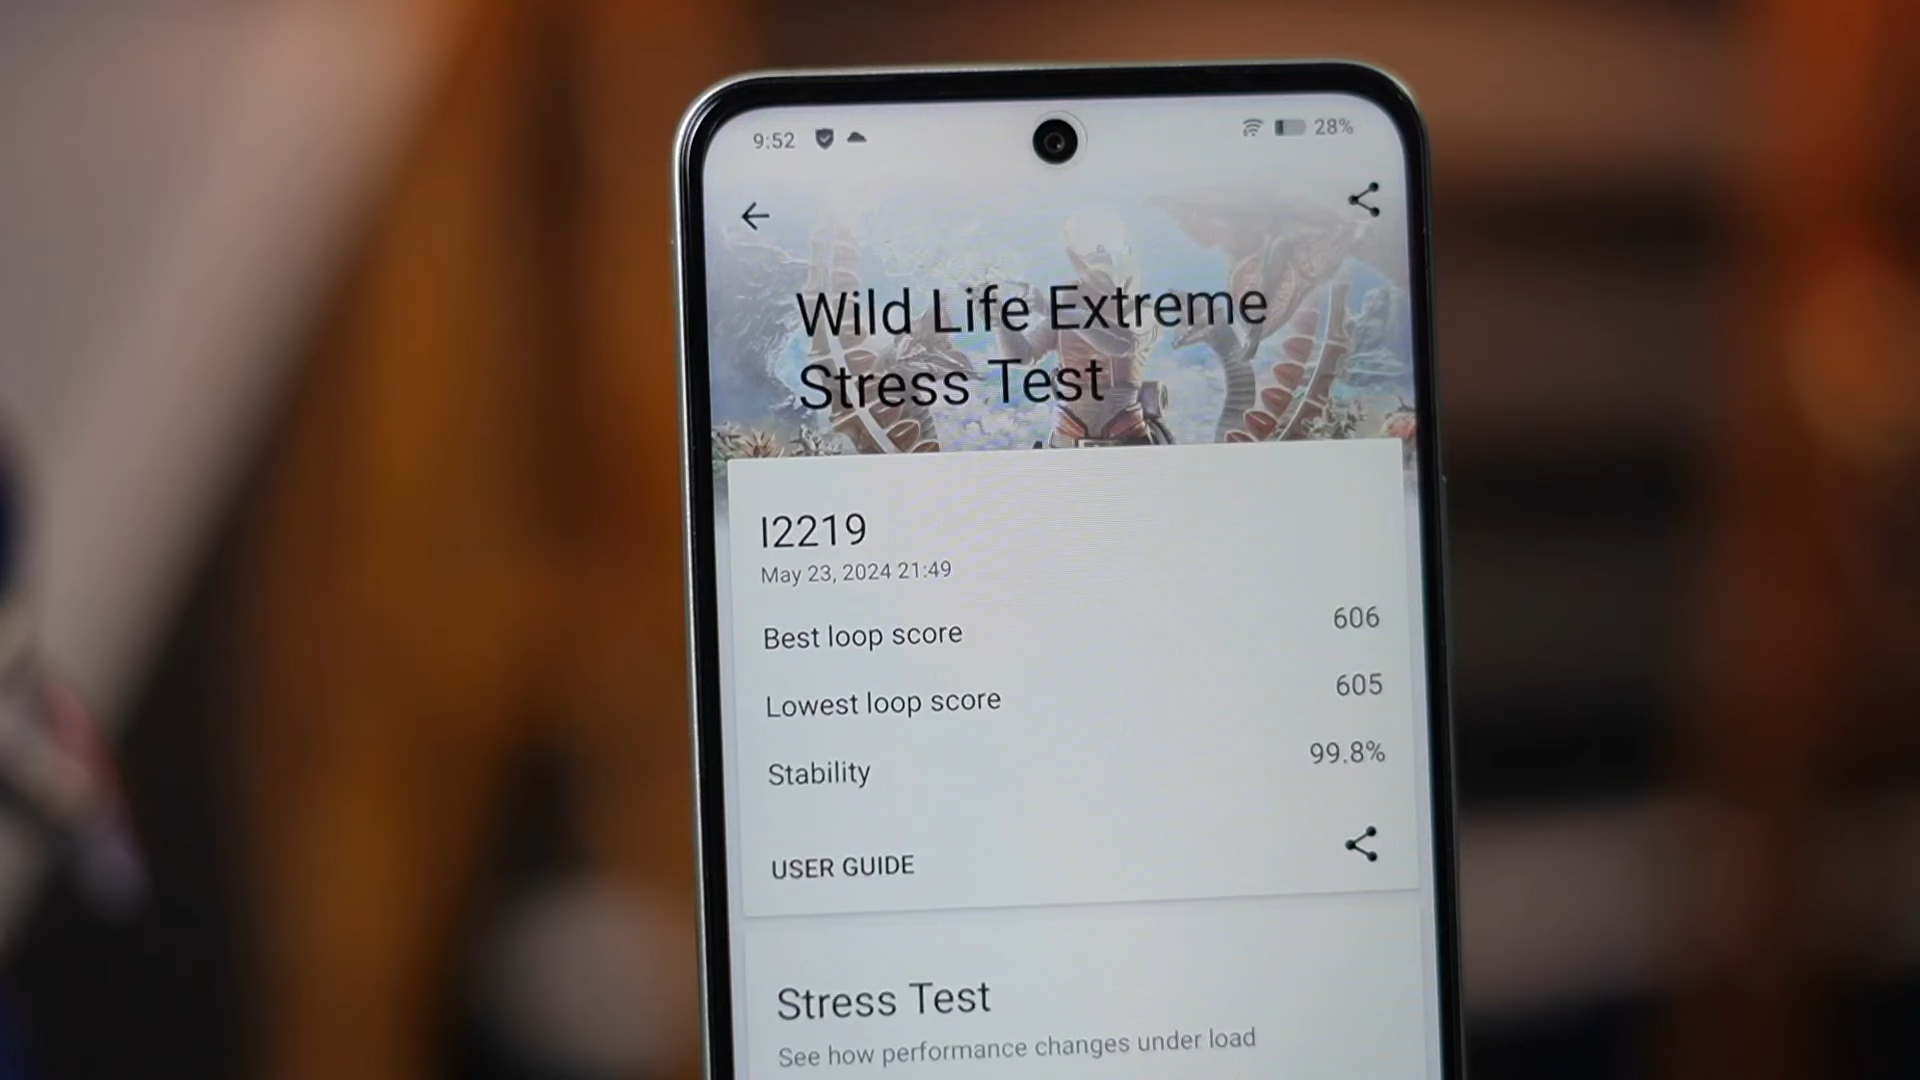 9:52 28%
Wild Life Extreme
Stress Test
I2219
May 23, 2024 21:49
Best loop score 606
Lowest loop score 605
Stability 99.8%
USER GUIDE
Stress Test
See how performance changes under load